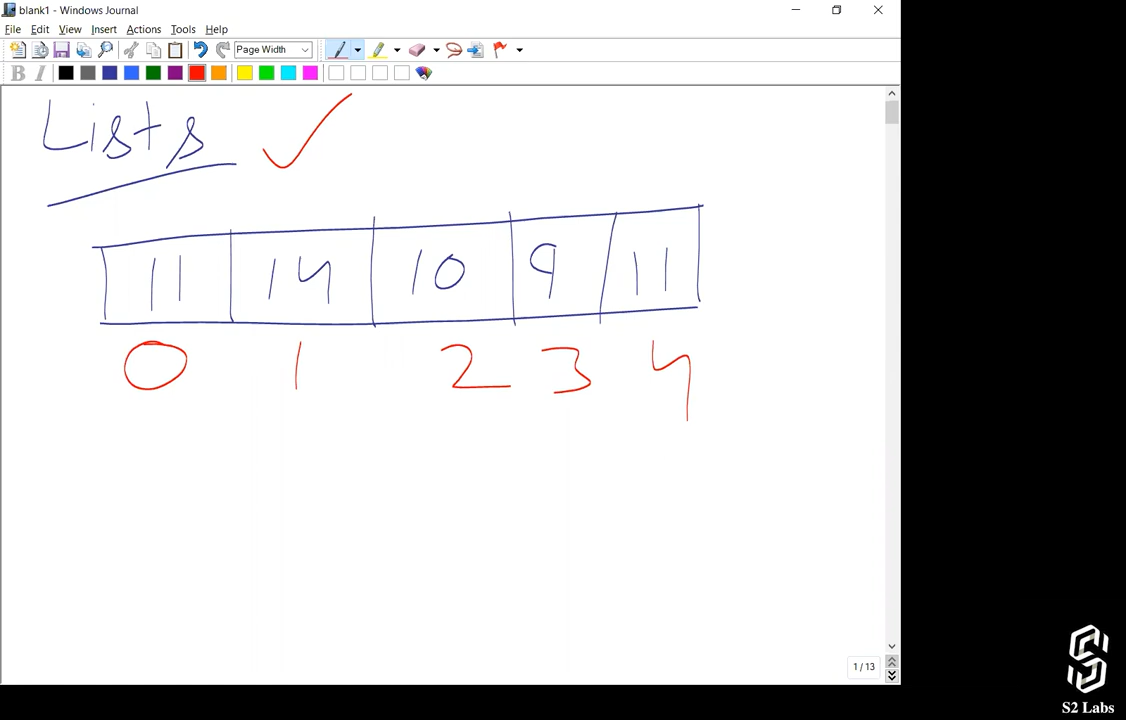 blank1 - Windows Journal
File Edit View Insert Actions Tools Help
Page Width
B I
Lists
11 14 10 9 11
0 1 2 3 4
1 / 13
S2 Labs